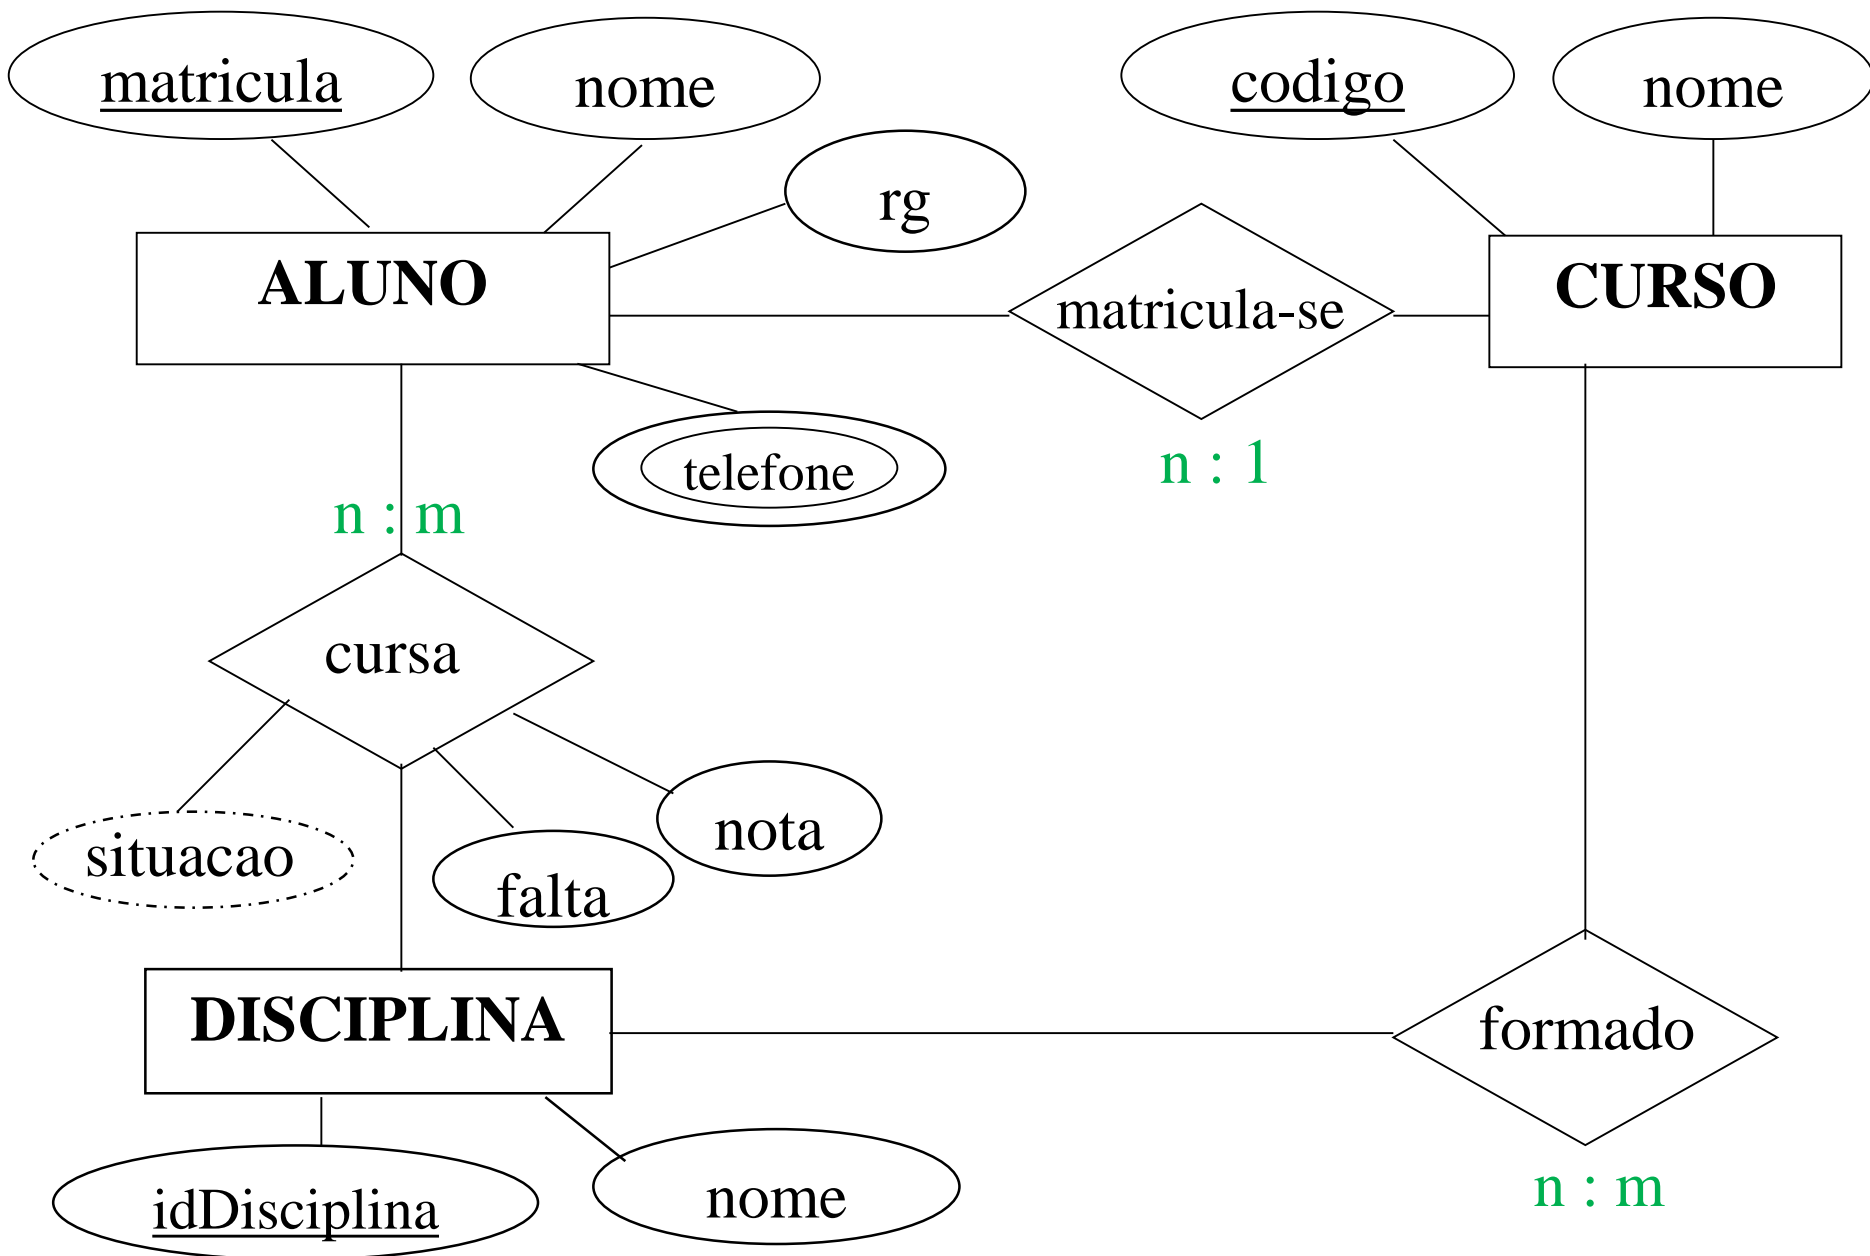 matricula
nome
codigo
nome
rg
ALUNO
matricula-se
CURSO
telefone
n : 1
n : m
cursa
situacao
falta
nota
DISCIPLINA
formado
idDisciplina
nome
n : m